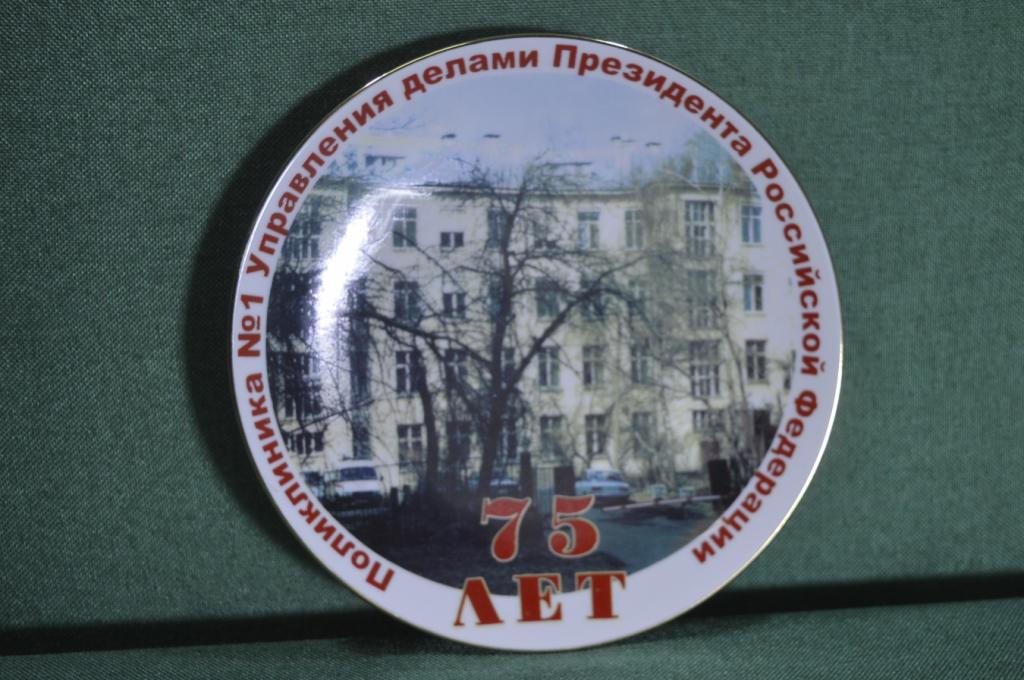 Поликлиника №1 Управления делами Президента Российской Федерации
75
ЛЕТ